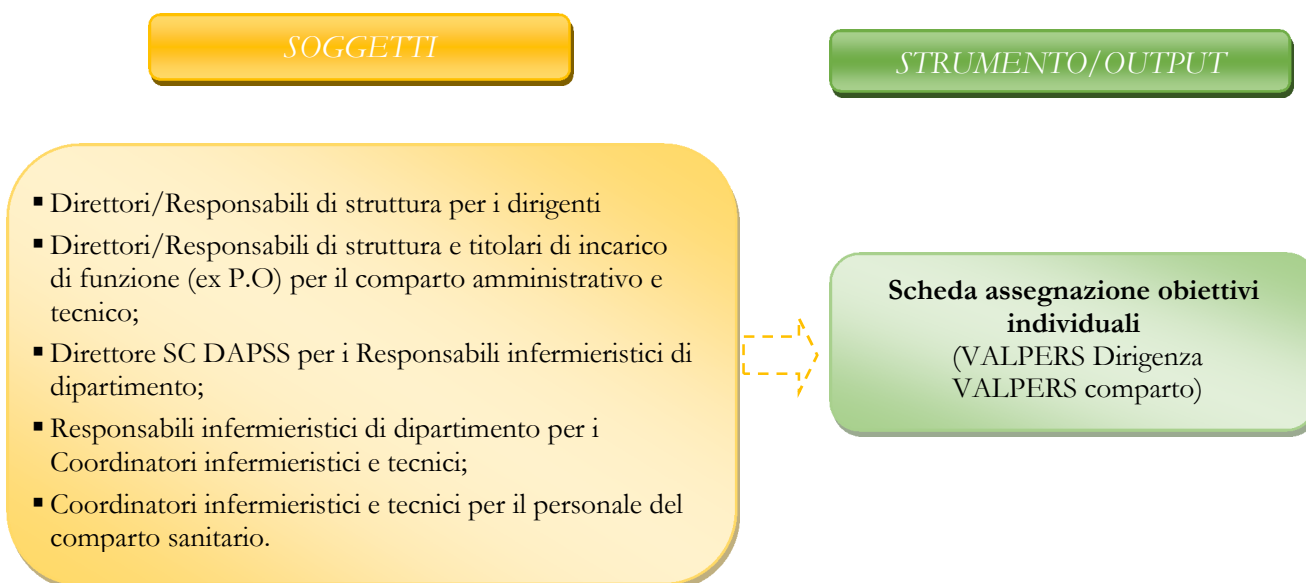 SOGGETTI
STRUMENTO/OUTPUT
▪ Direttori/Responsabili di struttura per i dirigenti
▪ Direttori/Responsabili di struttura e titolari di incarico
di funzione (ex P.O) per il comparto amministrativo e
tecnico;
▪ Direttore SC DAPSS per i Responsabili infermieristici di
dipartimento;
▪ Responsabili infermieristici di dipartimento per i
Coordinatori infermieristici e tecnici;
▪ Coordinatori infermieristici e tecnici per il personale del
comparto sanitario.
Scheda assegnazione obiettivi
individuali
(VALPERS Dirigenza
VALPERS comparto)